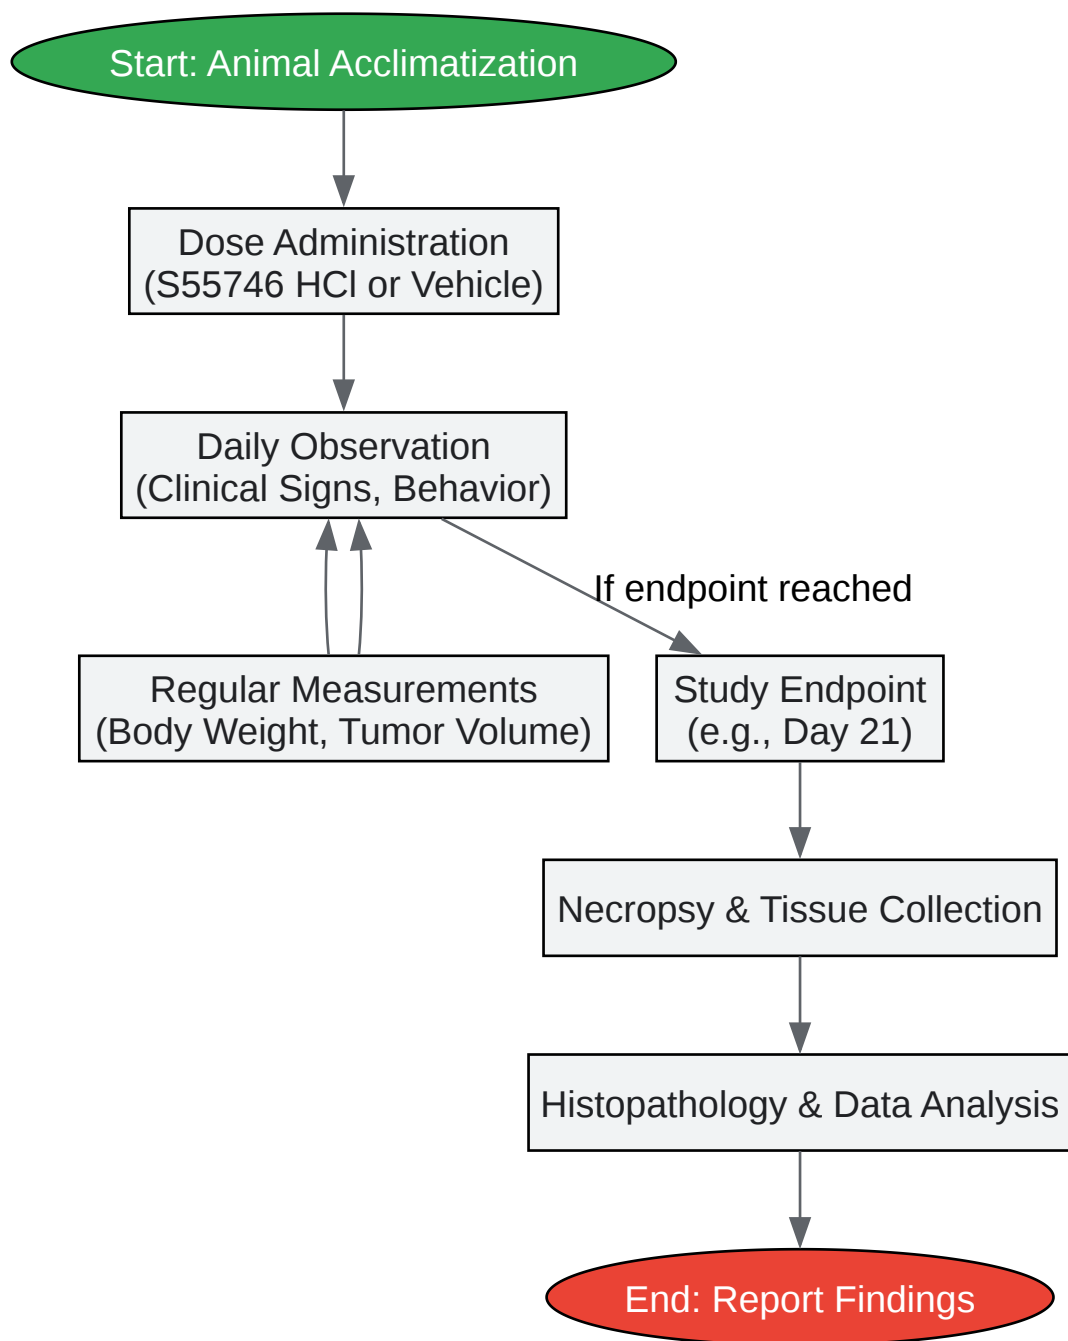 Start: Animal Acclimatization
Dose Administration
(S55746 HCl or Vehicle)
Daily Observation
(Clinical Signs, Behavior)
If endpoint reached
Regular Measurements
(Body Weight, Tumor Volume)
Study Endpoint
(e.g., Day 21)
Necropsy & Tissue Collection
Histopathology & Data Analysis
End: Report Findings